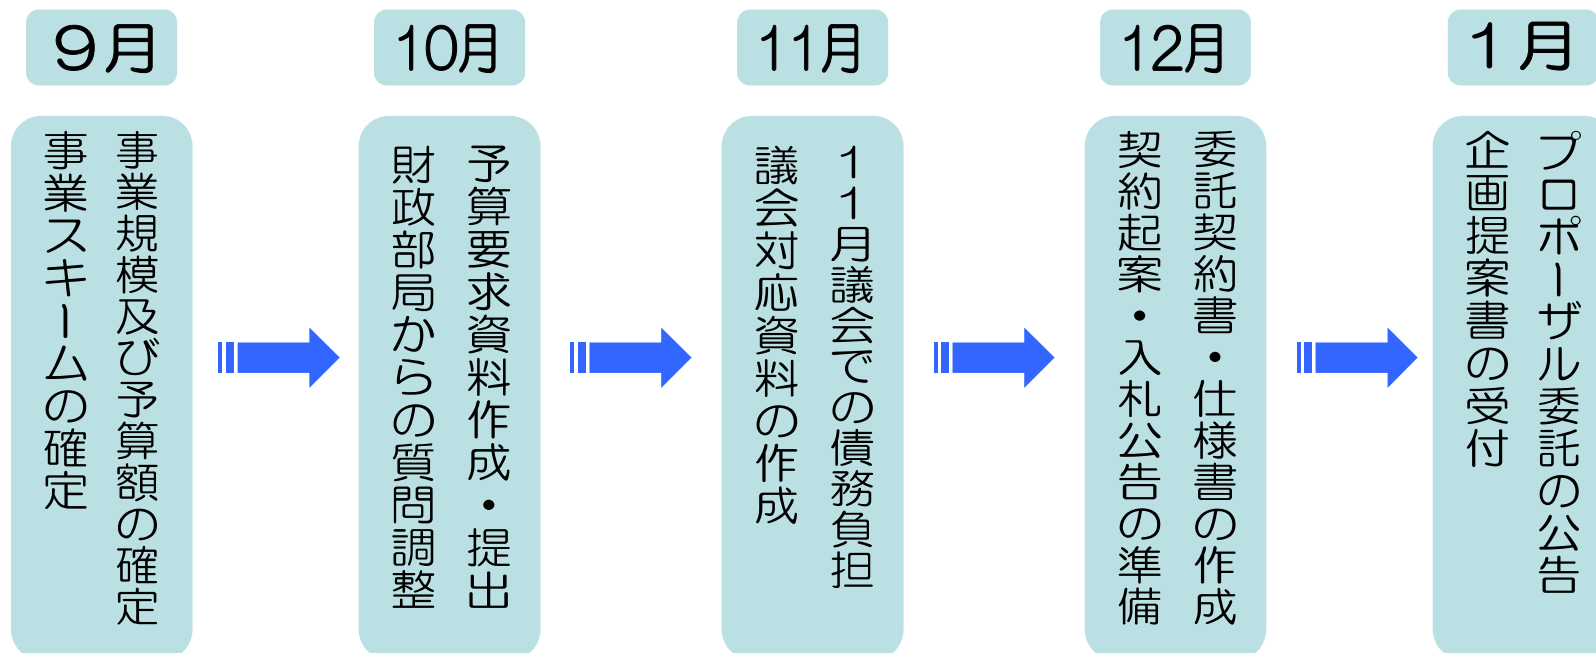 ９月
事業規模及び予算額の確定
事業スキームの確定
10月
予算要求資料作成・提出
財政部局からの質問調整
11月
１１月議会での債務負担
議会対応資料の作成
12月
委託契約書・仕様書の作成
契約起案・入札公告の準備
１月
プロポーザル委託の公告
企画提案書の受付